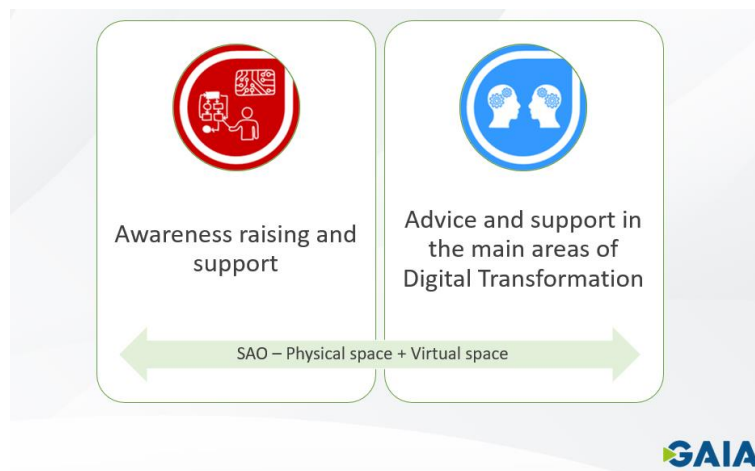 Awareness raising and
support
Advice and support in
the main areas of
Digital Transformation
SAO – Physical space + Virtual space
GAIA